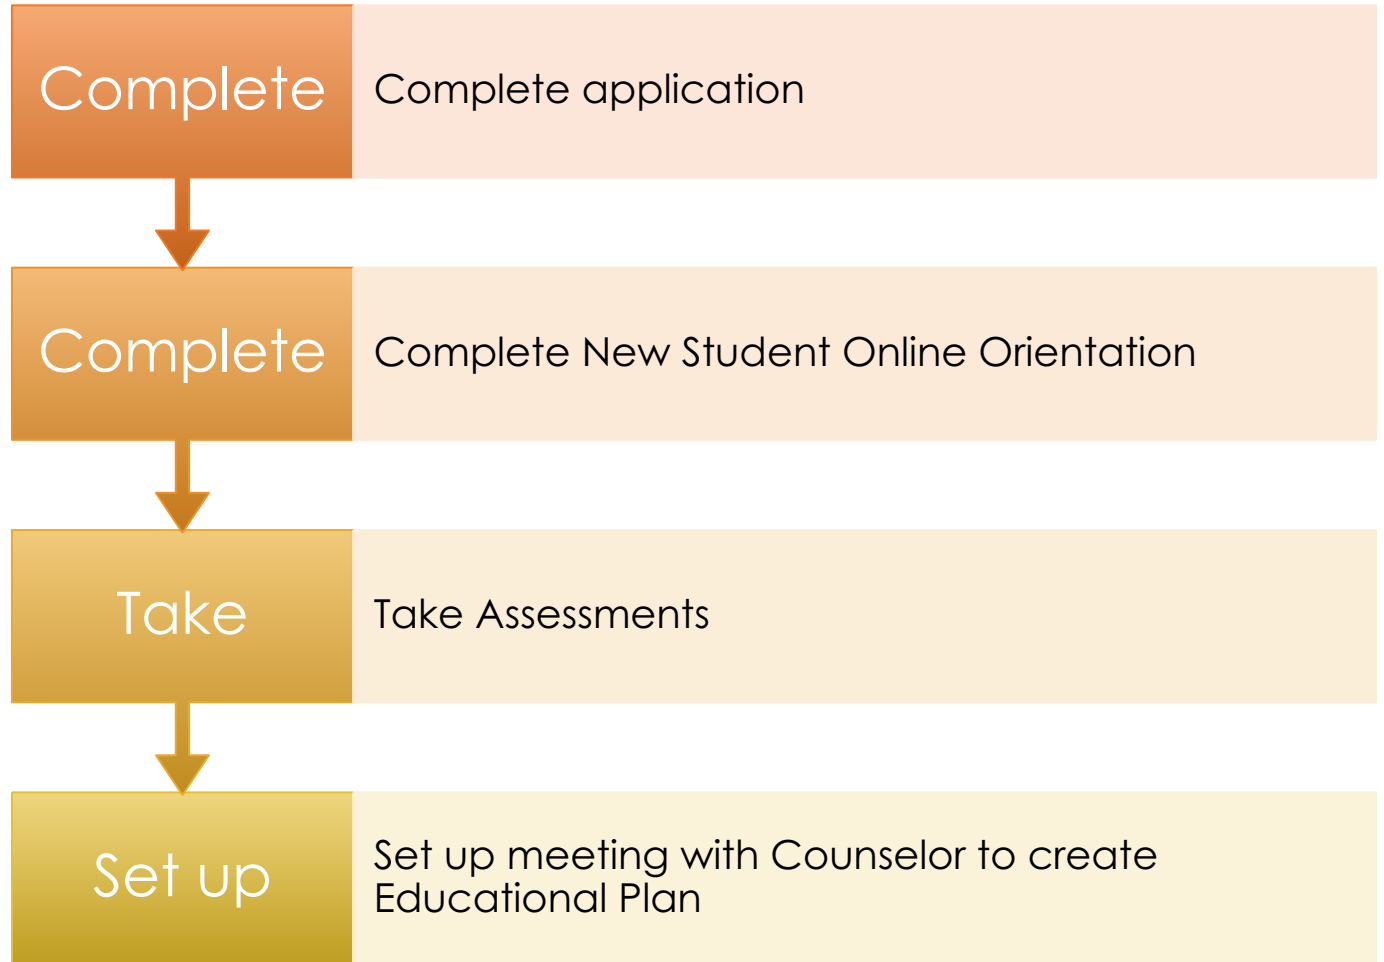 Complete
Complete application
Complete
Complete New Student Online Orientation
Take
Take Assessments
Set up
Set up meeting with Counselor to create
Educational Plan